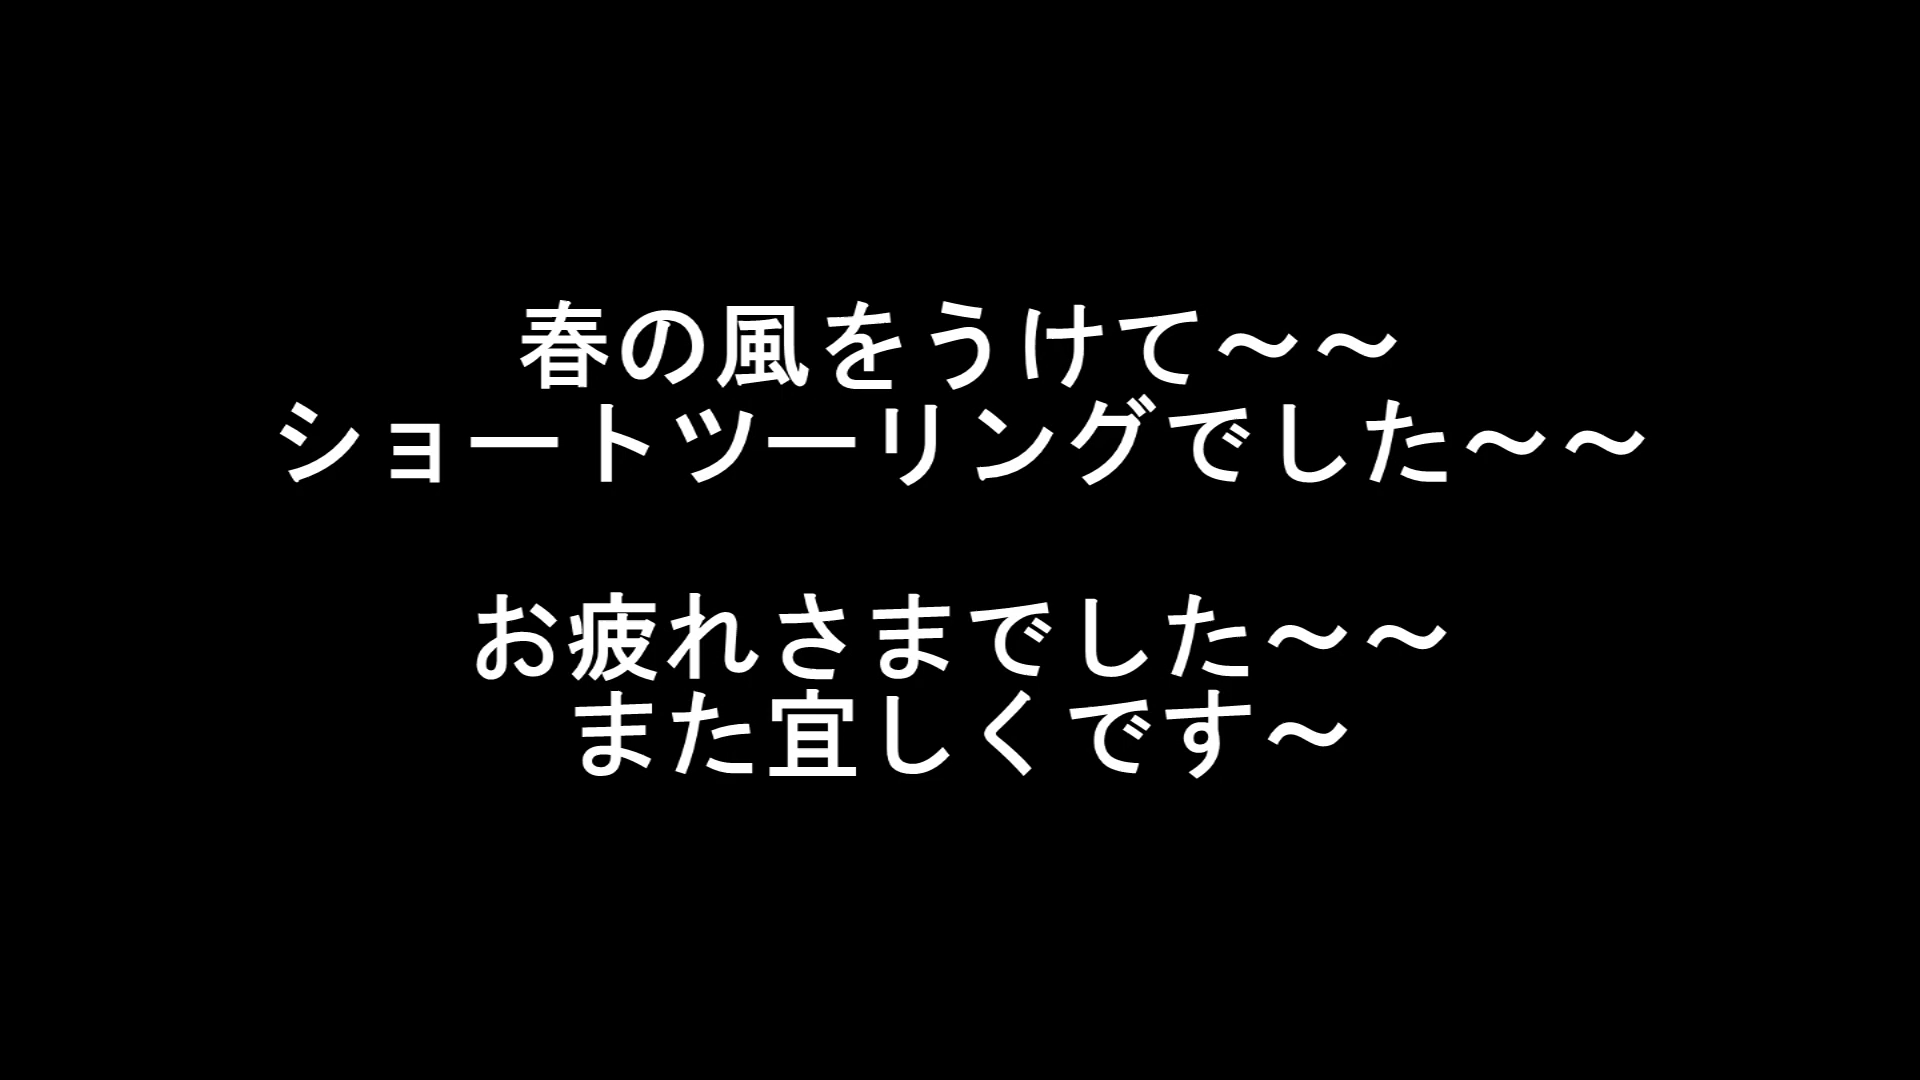 春の風をうけて～～
ショートツーリングでした～～
お疲れさまでした～～
また宜しくです～